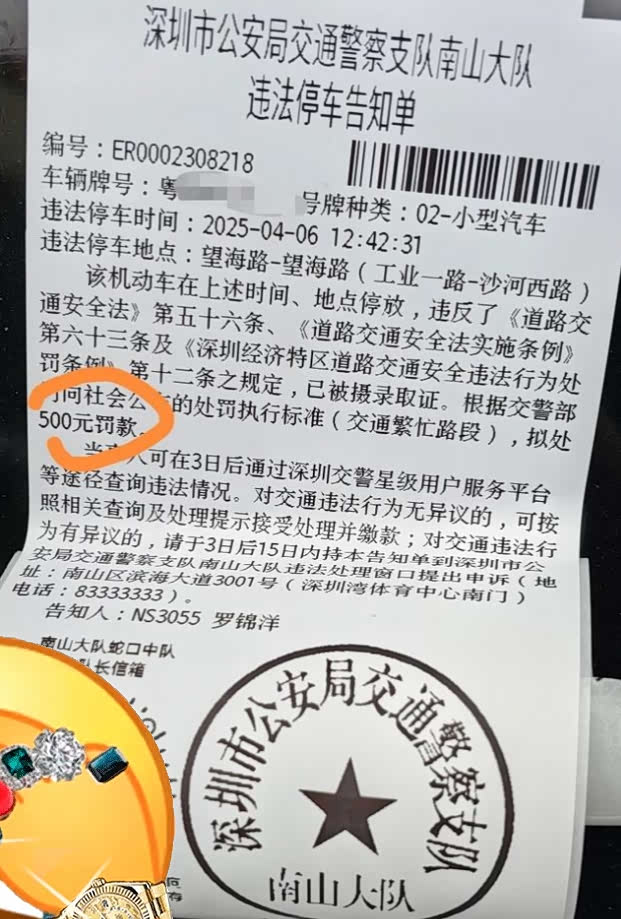 深圳市公安局交通警察支队南山大队
违法停车告知单
编号：ER0002308218
车辆牌号：粤
号牌种类：02-小型汽车
违法停车时间：2025-04-06 12:42:31
违法停车地点：望海路-望海路（工业一路-沙河西路）
该机动车在上述时间、地点停放，违反了《道路交
通安全法》第五十六条、《道路交通安全法实施条例》
第六十三条及《深圳经济特区道路交通安全违法行为处
罚条例》第十二条之规定，已被摄录取证。根据交警部
向社会公 的处罚执行标准（交通繁忙路段），拟处
500元罚款
当 人可在3日后通过深圳交警星级用户服务平台
等途径查询违法情况。对交通违法行为无异议的，可按
照相关查询及处理提示接受处理并缴款；对交通违法行
为有异议的，请于3日后15日内持本告知单到深圳市公
安局交通警察支队南山大队违法处理窗口提出申诉（地
址：南山区滨海大道3001号（深圳湾体育中心南门）
电话：83333333）。
告知人：NS3055 罗锦洋
南山大队蛇口中队
队长信箱
深圳市公安局交通警察支队
南山大队